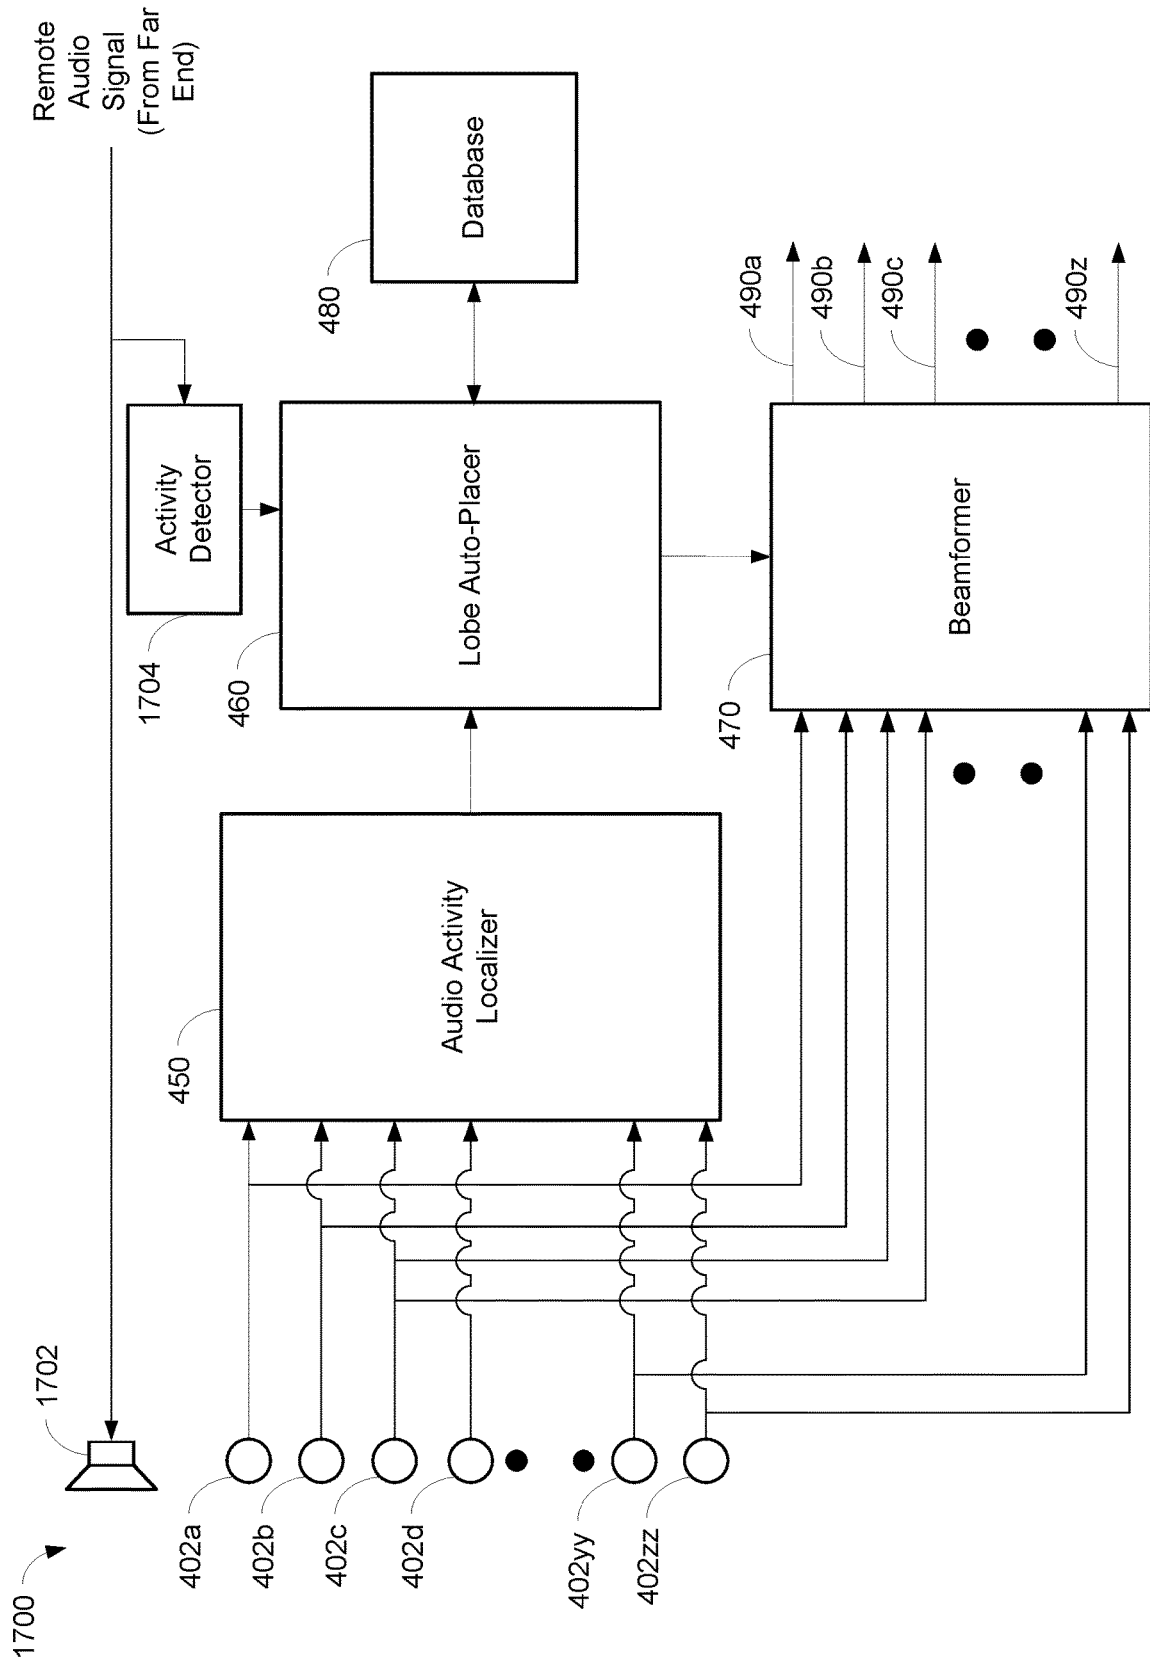 Remote
Audio
Signal
(From Far
End)
1702
1700
1704
Activity
Detector
480
Database
460
Lobe Auto-Placer
450
Audio Activity
Localizer
402a
402b
402c
402d
402yy
402zz
470
Beamformer
490a
490b
490c
490z